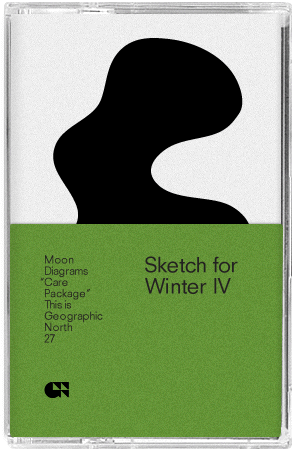 Moon
Diagrams
"Care
Package"
This is
Geographic
North
27
Sketch for
Winter IV